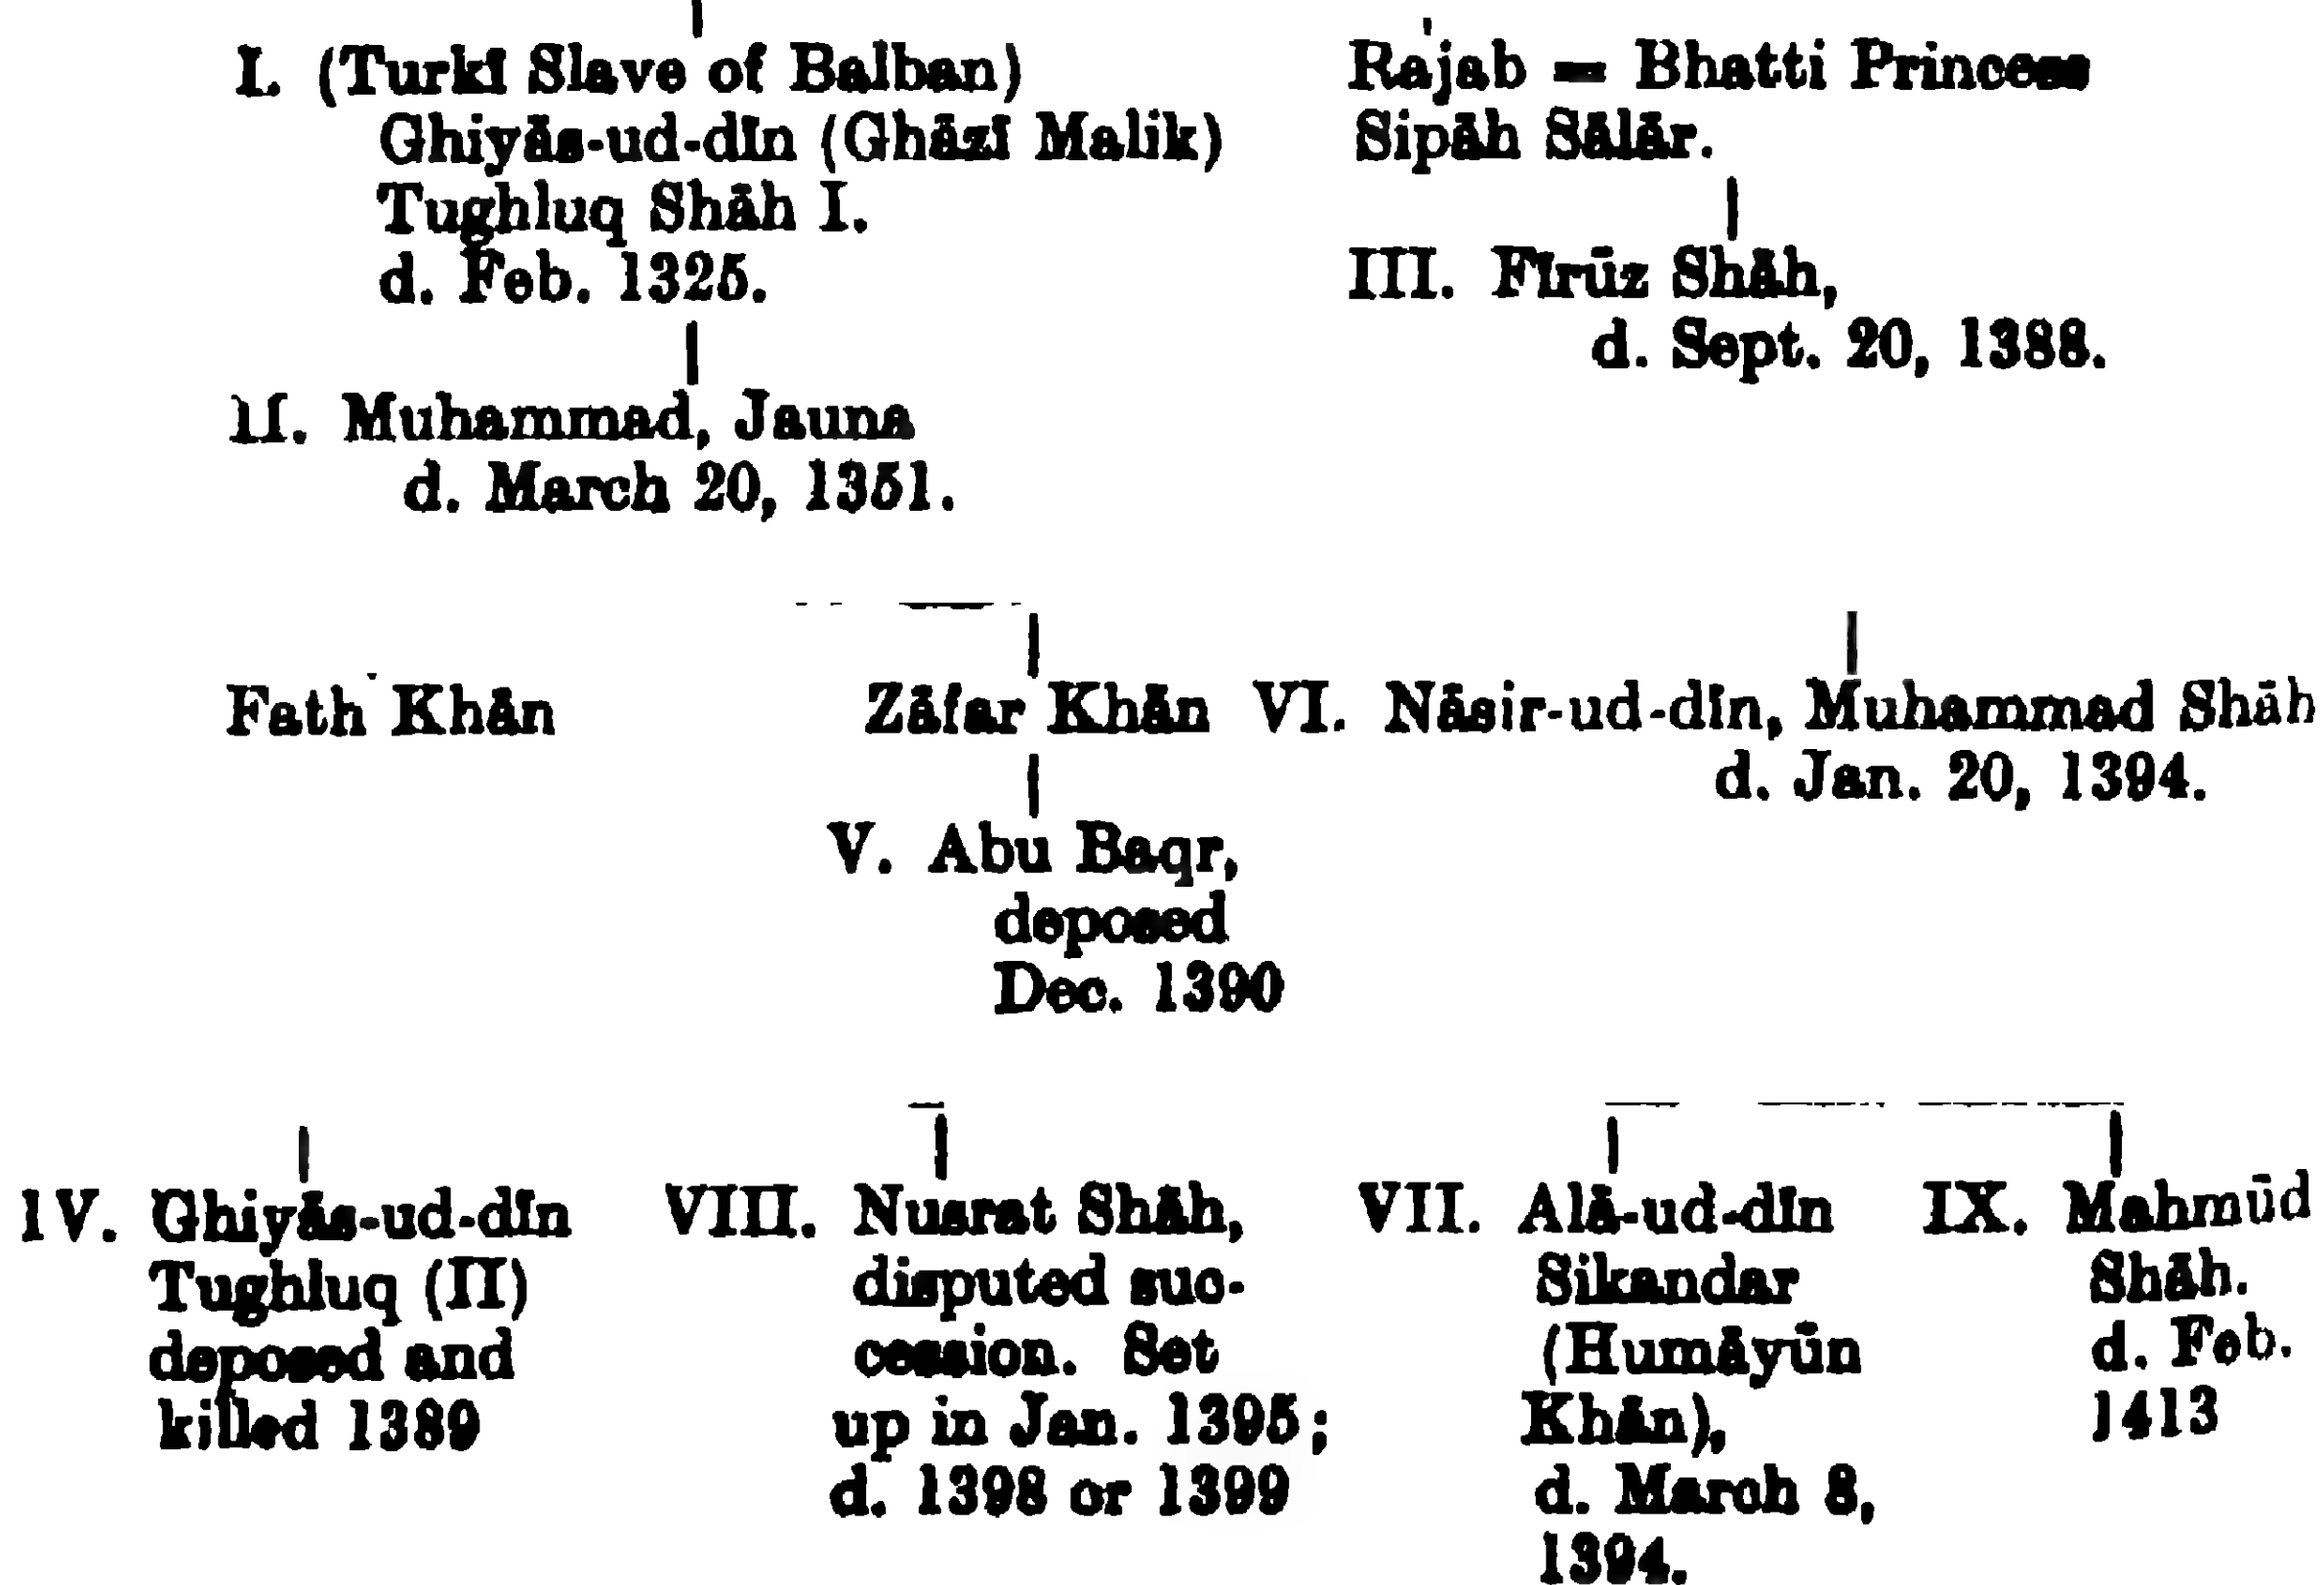 I. (Turkī Slave of Balban)
Ghiyās-ud-dīn (Ghāzī Malik)
Tughluq Shāh I.
d. Feb. 1325.
Rajab = Bhatti Princess
Sipāh Sālār.
III. Fīrūz Shāh,
d. Sept. 20, 1388.
II. Muhammad, Jauna
d. March 20, 1351.
Fath Khān
Zāfar Khān
VI. Nāsir-ud-dīn, Muhammad Shāh
d. Jan. 20, 1394.
V. Abu Baqr,
deposed
Dec. 1390
IV. Ghiyās-ud-dīn
Tughluq (II)
deposed and
killed 1389
VIII. Nusrat Shāh,
disputed suc-
cession. Set
up in Jan. 1395;
d. 1398 or 1399
VII. Alā-ud-dīn
Sikandar
(Humāyūn
Khān),
d. March 8,
1394.
IX. Mahmūd
Shāh.
d. Feb.
1413